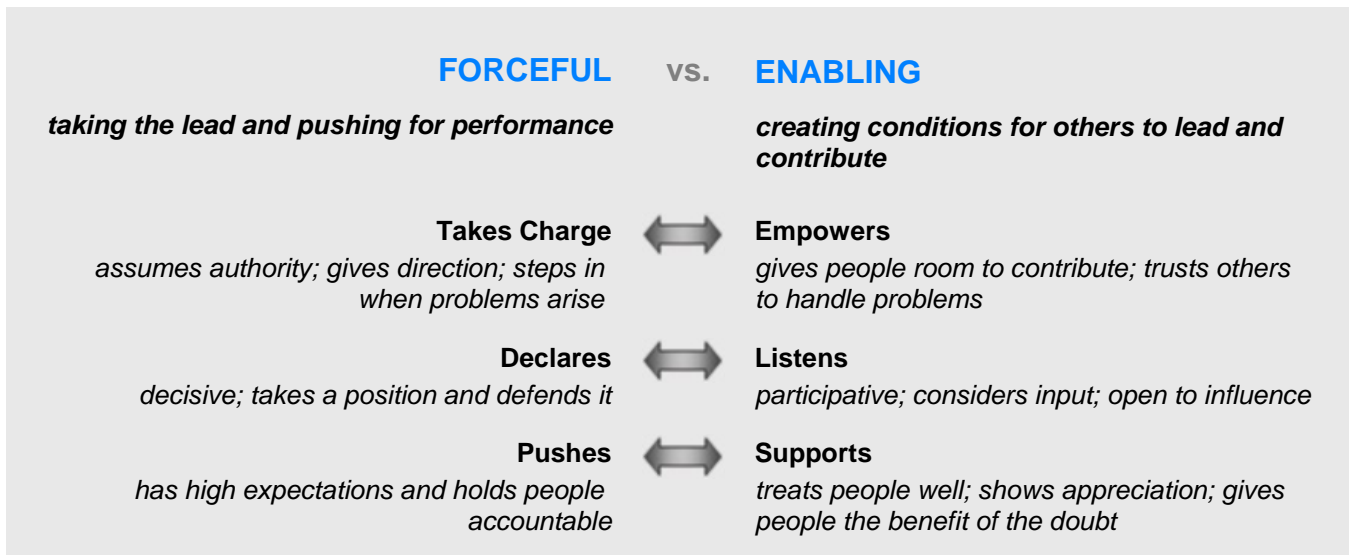 FORCEFUL vs. ENABLING
taking the lead and pushing for performance
creating conditions for others to lead and
contribute
Takes Charge
assumes authority; gives direction; steps in
when problems arise
Empowers
gives people room to contribute; trusts others
to handle problems
Declares
decisive; takes a position and defends it
Listens
participative; considers input; open to influence
Pushes
has high expectations and holds people
accountable
Supports
treats people well; shows appreciation; gives
people the benefit of the doubt